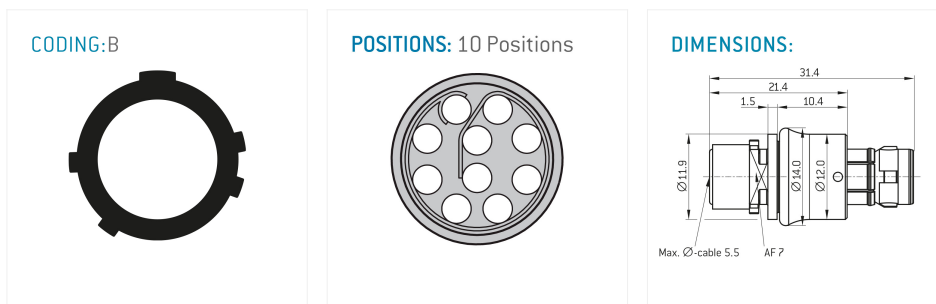 CODING:B
POSITIONS: 10 Positions
DIMENSIONS:
31.4
21.4
1.5
10.4
Ø11.9
Ø14.0
Ø12.0
Max. Ø-cable 5.5
AF 7